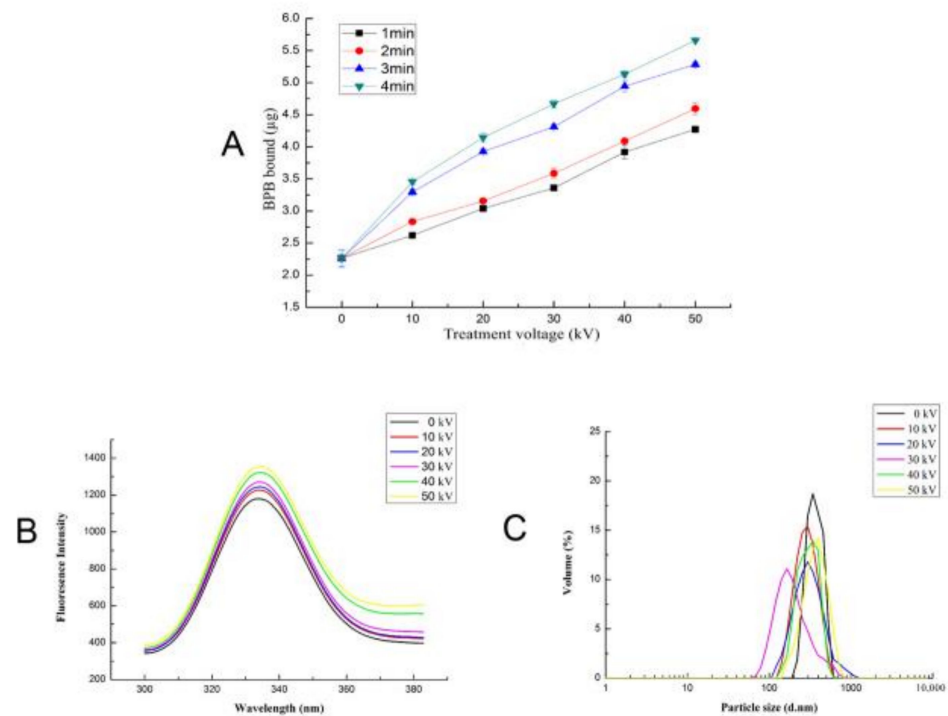 A
BPB bound (µg)
6.0
5.5
5.0
4.5
4.0
3.5
3.0
2.5
2.0
1.5
1min
2min
3min
4min
0 10 20 30 40 50
Treatment voltage (kV)
B
Fluoresence Intensity
1400
1200
1000
800
600
400
200
0 kV
10 kV
20 kV
30 kV
40 kV
50 kV
300 320 340 360 380
Wavelength (nm)
C
Volume (%)
25
20
15
10
5
0
0 kV
10 kV
20 kV
30 kV
40 kV
50 kV
1 10 100 1000 10,000
Particle size (d.nm)